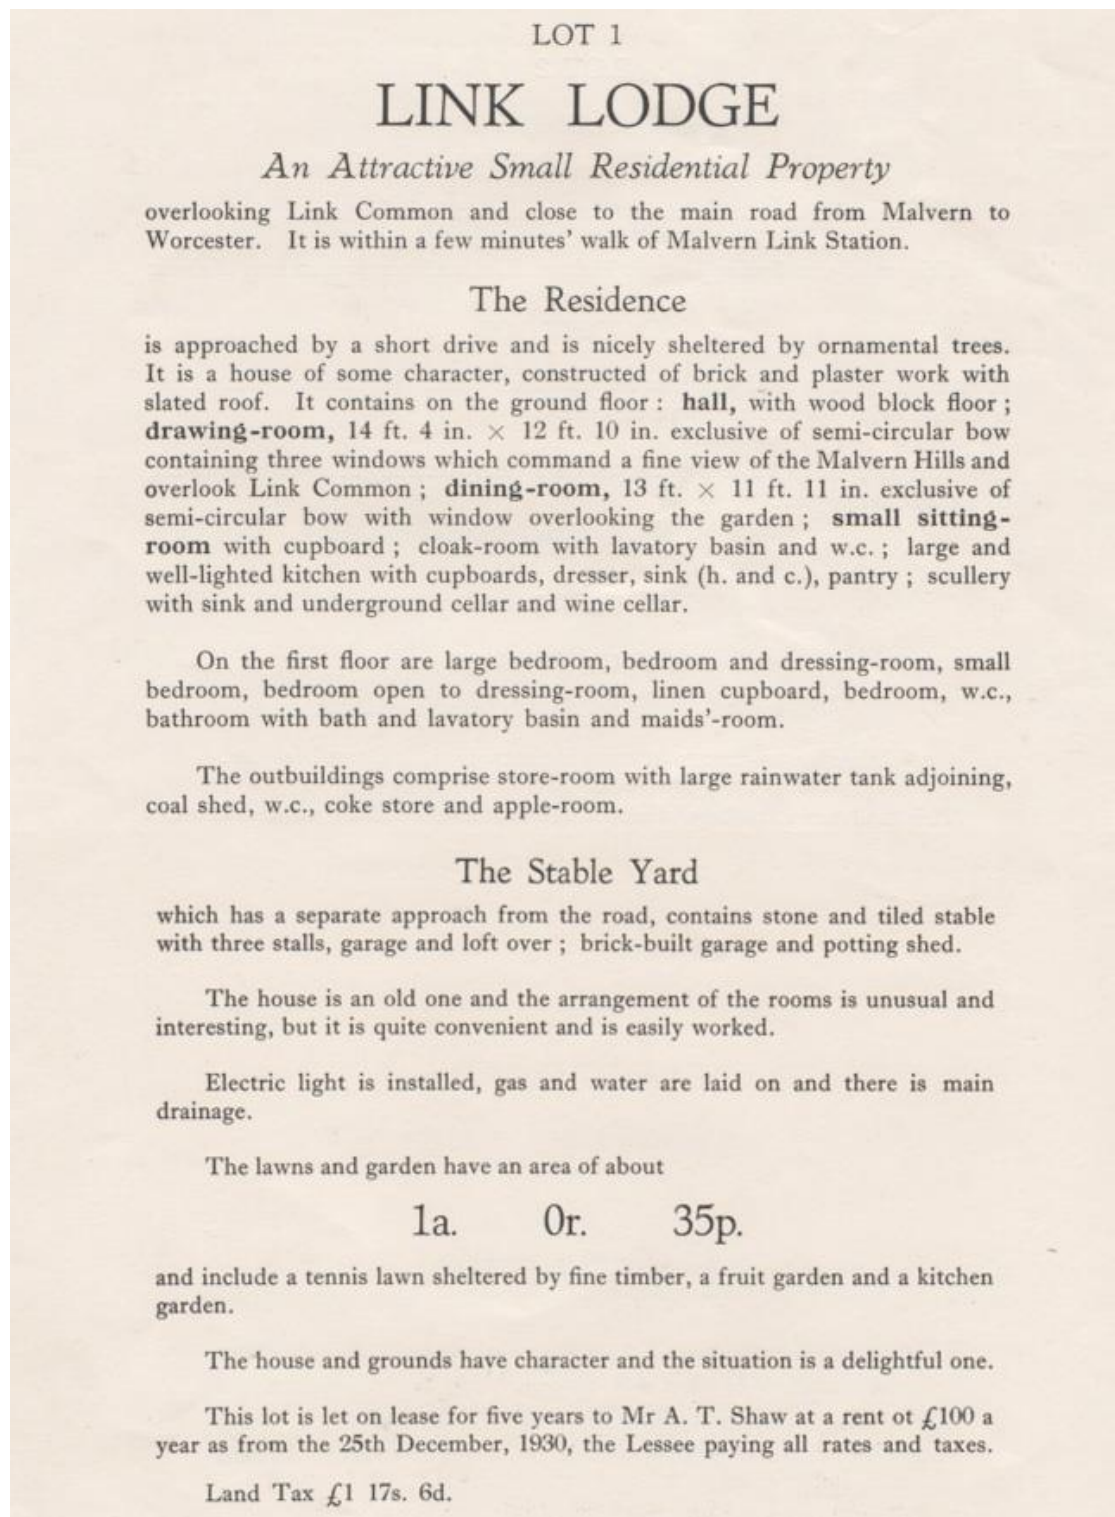 LOT 1
LINK LODGE
An Attractive Small Residential Property
overlooking Link Common and close to the main road from Malvern to
Worcester. It is within a few minutes' walk of Malvern Link Station.
The Residence
is approached by a short drive and is nicely sheltered by ornamental trees.
It is a house of some character, constructed of brick and plaster work with
slated roof. It contains on the ground floor : hall, with wood block floor ;
drawing-room, 14 ft. 4 in. × 12 ft. 10 in. exclusive of semi-circular bow
containing three windows which command a fine view of the Malvern Hills and
overlook Link Common ; dining-room, 13 ft. × 11 ft. 11 in. exclusive of
semi-circular bow with window overlooking the garden ; small sitting-
room with cupboard ; cloak-room with lavatory basin and w.c. ; large and
well-lighted kitchen with cupboards, dresser, sink (h. and c.), pantry ; scullery
with sink and underground cellar and wine cellar.
On the first floor are large bedroom, bedroom and dressing-room, small
bedroom, bedroom open to dressing-room, linen cupboard, bedroom, w.c.,
bathroom with bath and lavatory basin and maids'-room.
The outbuildings comprise store-room with large rainwater tank adjoining,
coal shed, w.c., coke store and apple-room.
The Stable Yard
which has a separate approach from the road, contains stone and tiled stable
with three stalls, garage and loft over ; brick-built garage and potting shed.
The house is an old one and the arrangement of the rooms is unusual and
interesting, but it is quite convenient and is easily worked.
Electric light is installed, gas and water are laid on and there is main
drainage.
The lawns and garden have an area of about
1a. 0r. 35p.
and include a tennis lawn sheltered by fine timber, a fruit garden and a kitchen
garden.
The house and grounds have character and the situation is a delightful one.
This lot is let on lease for five years to Mr A. T. Shaw at a rent ot £100 a
year as from the 25th December, 1930, the Lessee paying all rates and taxes.
Land Tax £1 17s. 6d.